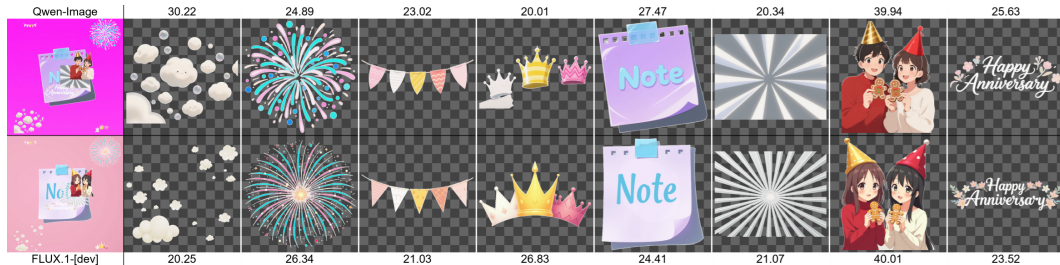 Qwen-Image 30.22 24.89 23.02 20.01 27.47 20.34 39.94 25.63
Note
Happy
Anniversary
Not
Note
Happy
Anniversary
FLUX.1-[dev] 20.25 26.34 21.03 26.83 24.41 21.07 40.01 23.52